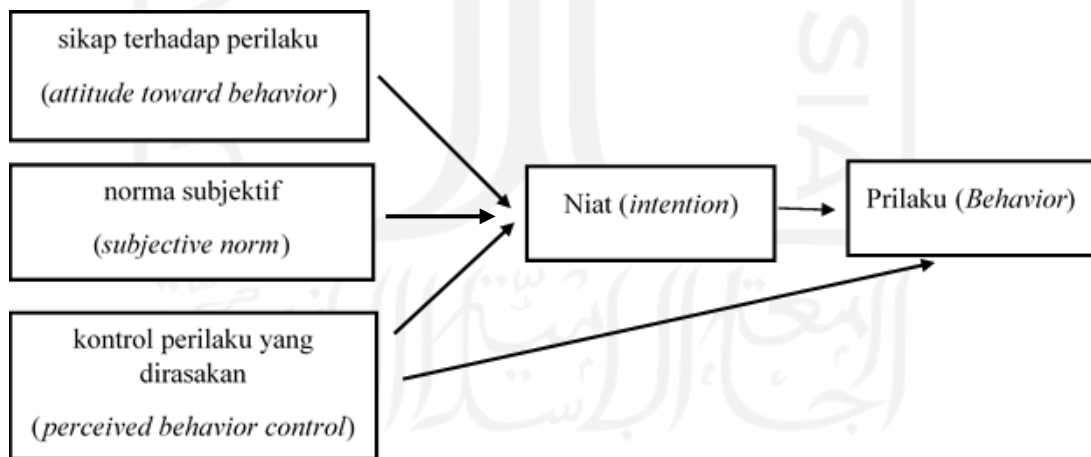 sikap terhadap perilaku
(attitude toward behavior)
norma subjektif
(subjective norm)
kontrol perilaku yang
dirasakan
(perceived behavior control)
Niat (intention)
Prilaku (Behavior)